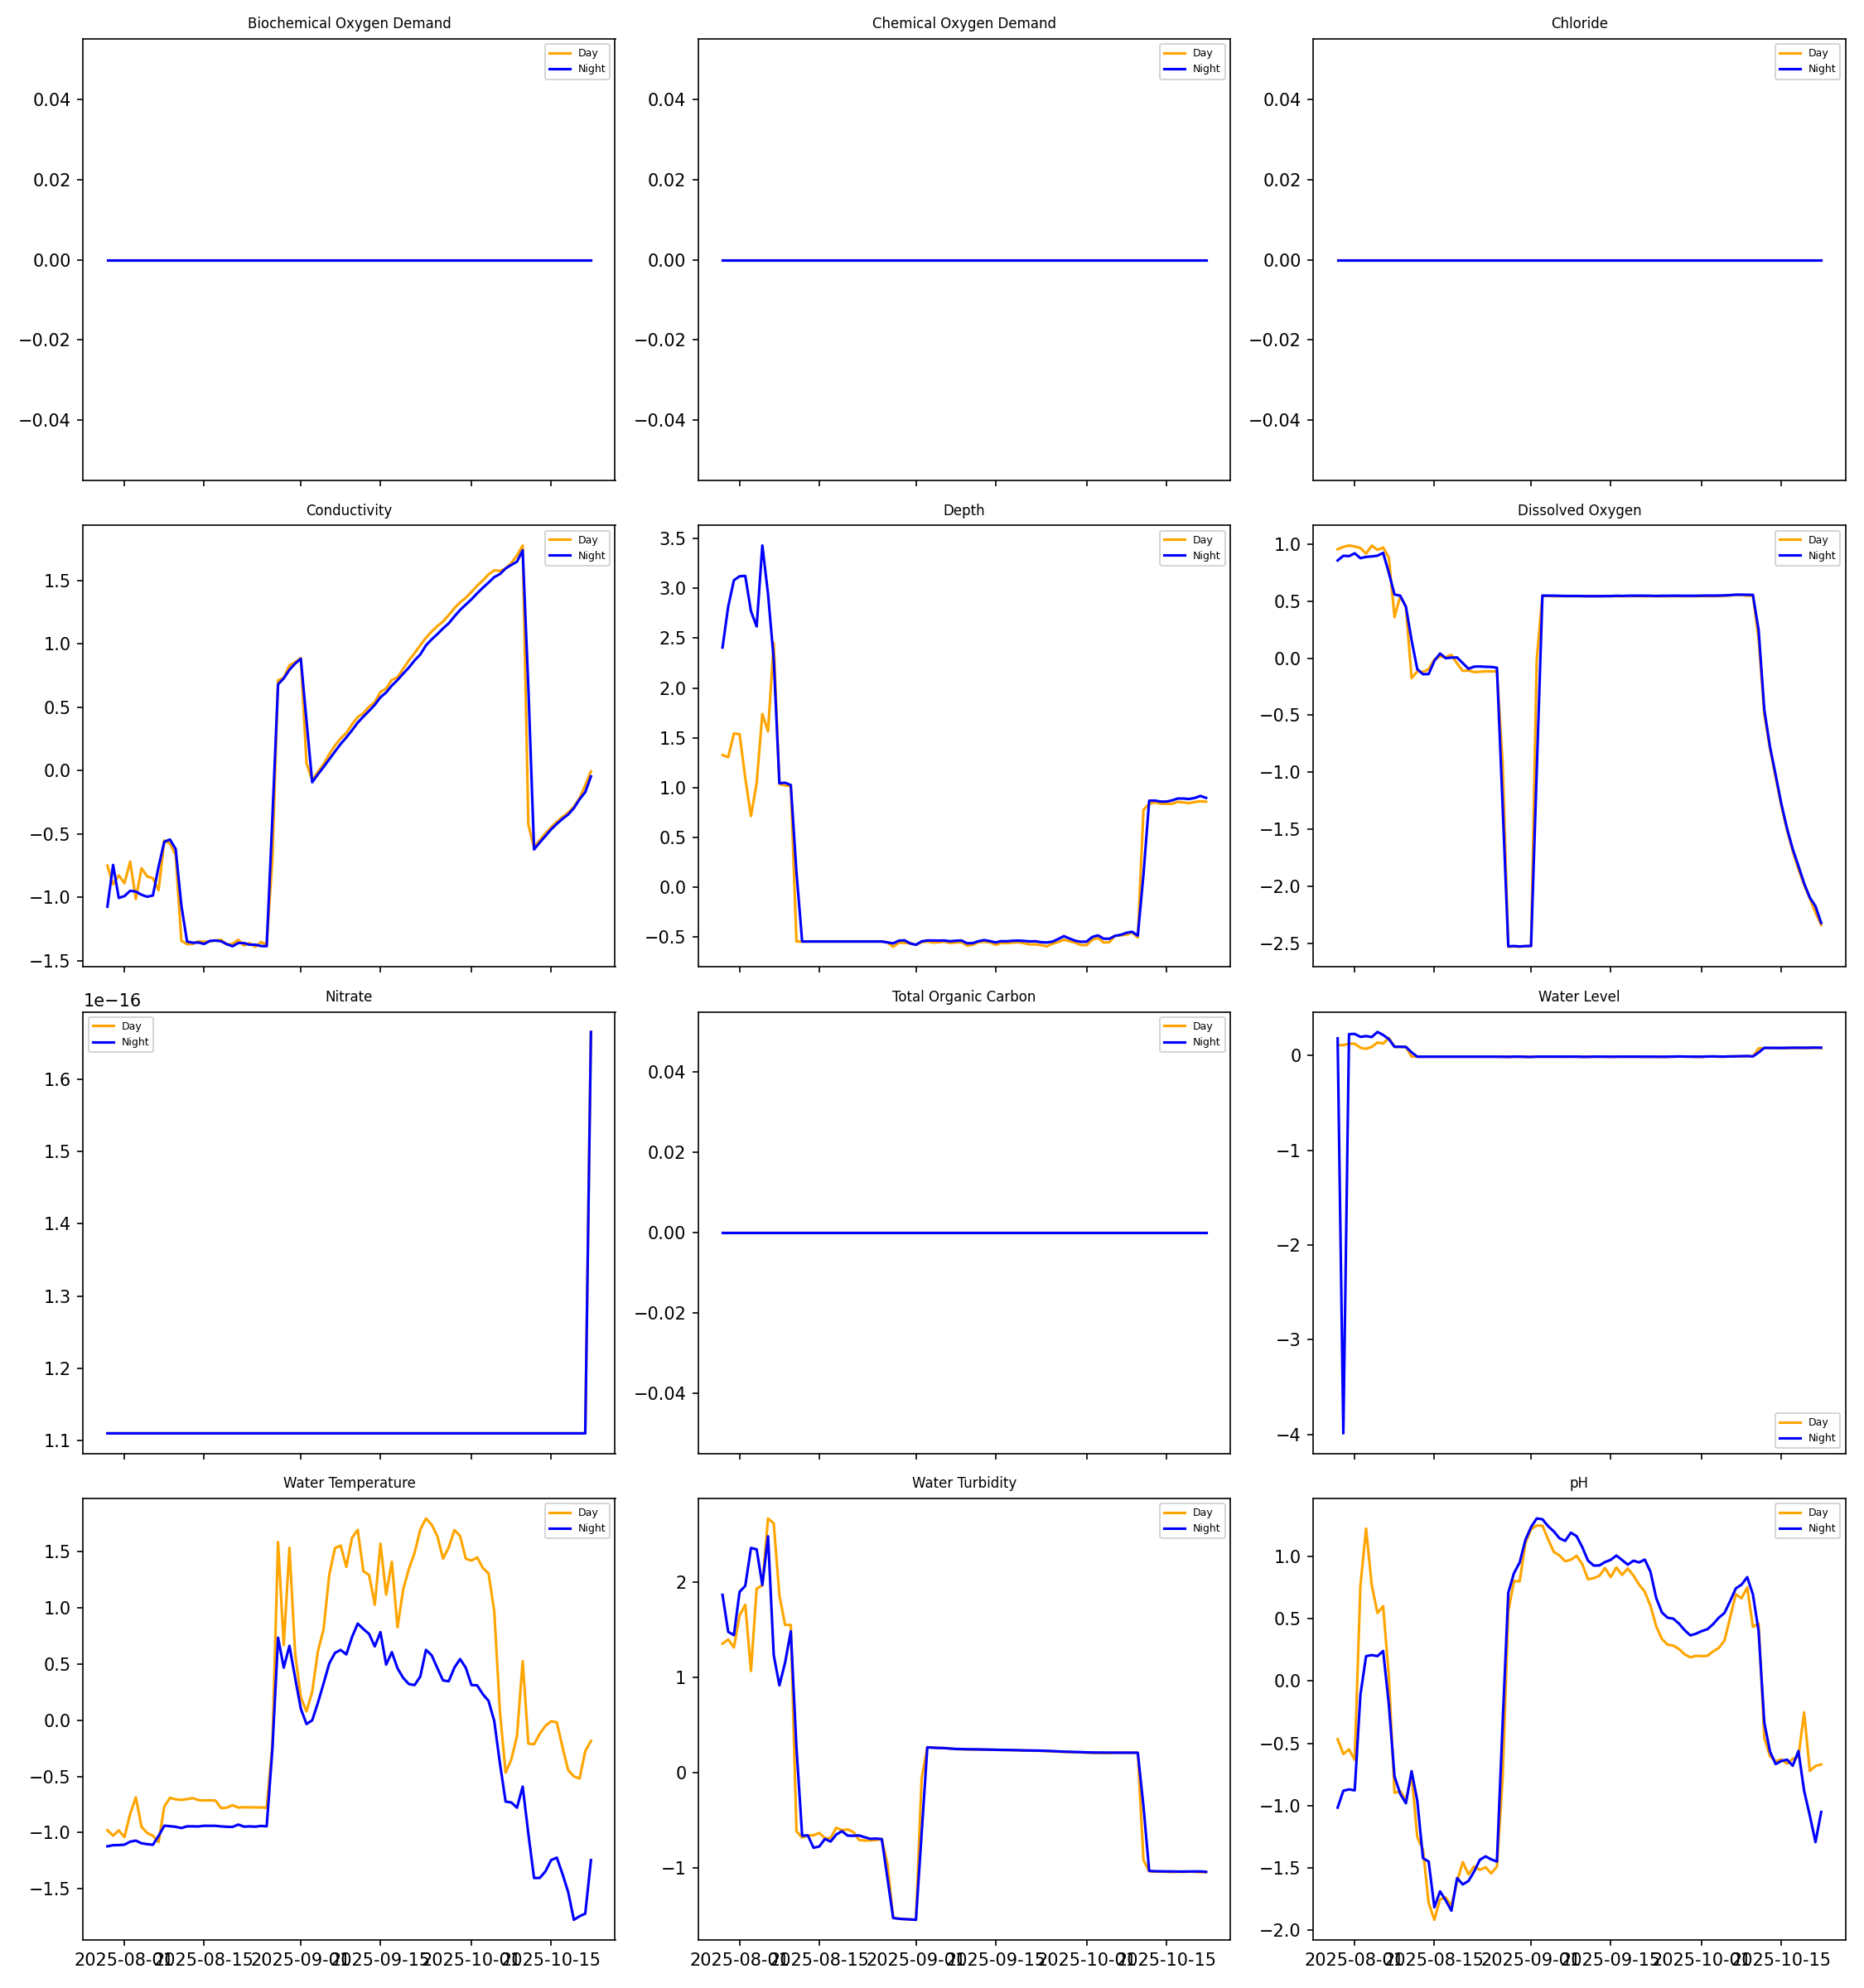 Biochemical Oxygen Demand
Chemical Oxygen Demand
Chloride
Day
Night
Day
Night
Day
Night
0.04
0.02
0.00
−0.02
−0.04
0.04
0.02
0.00
−0.02
−0.04
0.04
0.02
0.00
−0.02
−0.04
Conductivity
Depth
Dissolved Oxygen
Day
Night
Day
Night
Day
Night
1.5
1.0
0.5
0.0
−0.5
−1.0
−1.5
3.5
3.0
2.5
2.0
1.5
1.0
0.5
0.0
−0.5
1.0
0.5
0.0
−0.5
−1.0
−1.5
−2.0
−2.5
1e−16
Nitrate
Total Organic Carbon
Water Level
Day
Night
Day
Night
Day
Night
1.6
1.5
1.4
1.3
1.2
1.1
0.04
0.02
0.00
−0.02
−0.04
0
−1
−2
−3
−4
Water Temperature
Water Turbidity
pH
Day
Night
Day
Night
Day
Night
1.5
1.0
0.5
0.0
−0.5
−1.0
−1.5
2
1
0
−1
1.0
0.5
0.0
−0.5
−1.0
−1.5
−2.0
2025-08-01 2025-08-15 2025-09-01 2025-09-15 2025-10-01 2025-10-15
2025-08-01 2025-08-15 2025-09-01 2025-09-15 2025-10-01 2025-10-15
2025-08-01 2025-08-15 2025-09-01 2025-09-15 2025-10-01 2025-10-15